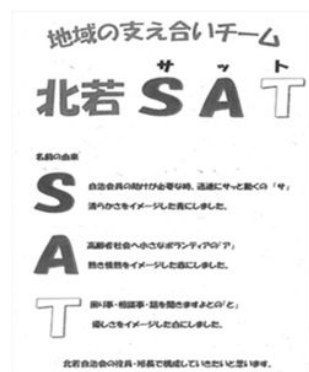 地域の支え合いチーム
サット
北若SAT
名前の由来
S
自治会員の助けが必要な時、迅速にサッと動くの「サ」
清らかさをイメージした青にしました。
A
高齢者社会へ小さなボランティアの「ア」
熱き情熱をイメージした赤にしました。
T
困り事・相談事・話を聞きますよとの「と」
優しさをイメージした白にしました。
北若自治会の役員・班長で構成していきたいと思います。